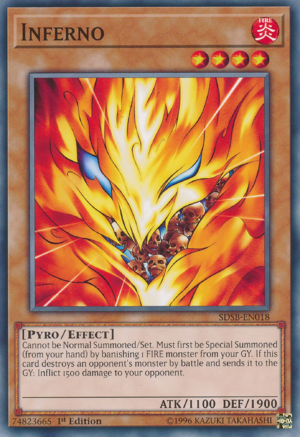 INFERNO
FIRE
炎
SDSB-EN018
[PYRO/EFFECT]
Cannot be Normal Summoned/Set. Must first be Special Summoned
(from your hand) by banishing 1 FIRE monster from your GY. If this
card destroys an opponent's monster by battle and sends it to the
GY: Inflict 1500 damage to your opponent.
ATK/1100 DEF/1900
74823665 1st Edition ©1996 KAZUKI TAKAHASHI